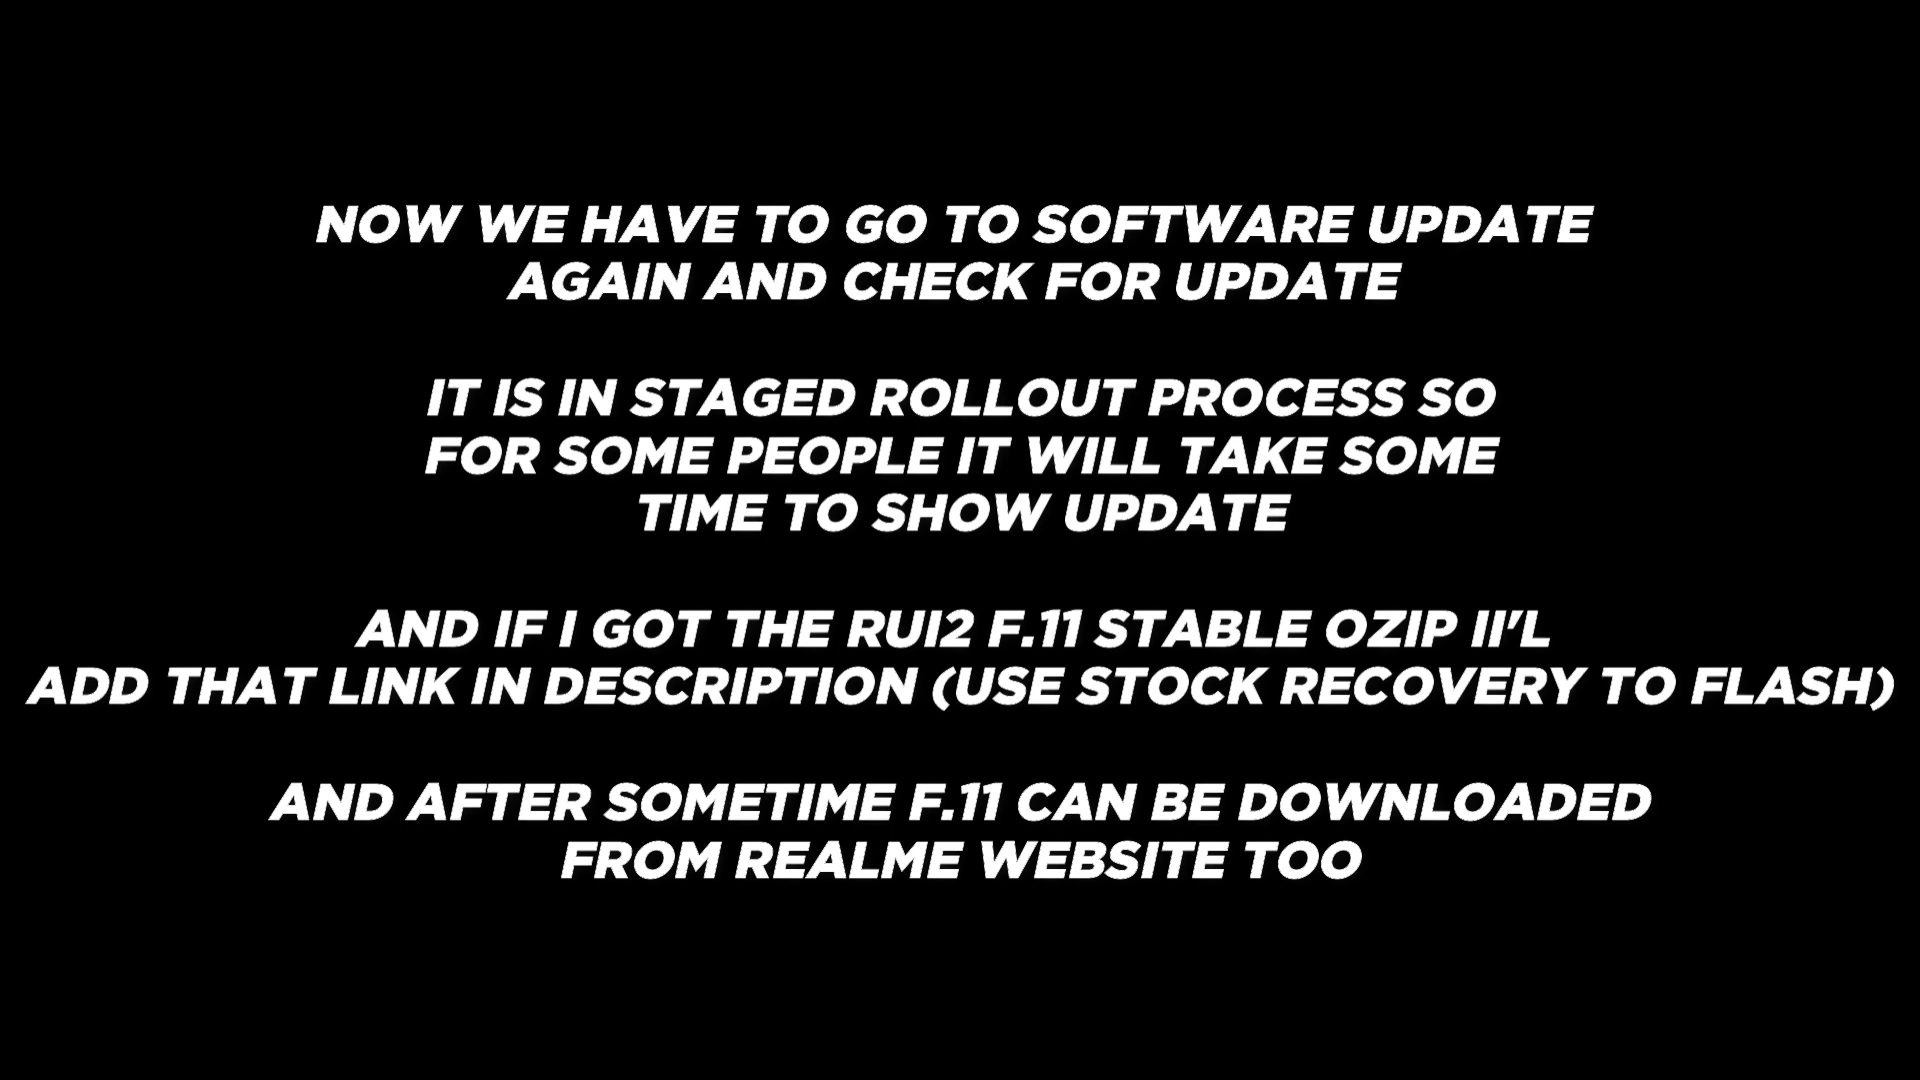 NOW WE HAVE TO GO TO SOFTWARE UPDATE
AGAIN AND CHECK FOR UPDATE
IT IS IN STAGED ROLLOUT PROCESS SO
FOR SOME PEOPLE IT WILL TAKE SOME
TIME TO SHOW UPDATE
AND IF I GOT THE RUI2 F.11 STABLE OZIP II'L
ADD THAT LINK IN DESCRIPTION (USE STOCK RECOVERY TO FLASH)
AND AFTER SOMETIME F.11 CAN BE DOWNLOADED
FROM REALME WEBSITE TOO